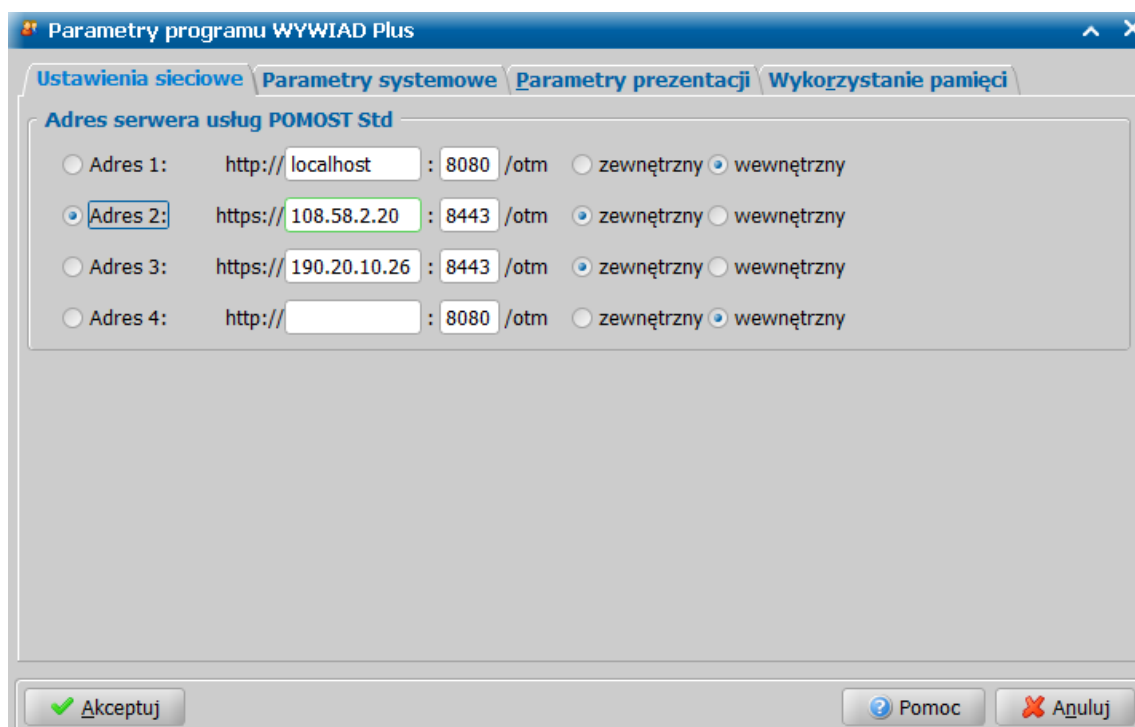 Parametry programu WYWIAD Plus
Ustawienia sieciowe Parametry systemowe Parametry prezentacji Wykorzystanie pamięci
Adres serwera usług POMOST Std
Adres 1: http:// localhost : 8080 /otm zewnętrzny wewnętrzny
Adres 2: https:// 108.58.2.20 : 8443 /otm zewnętrzny wewnętrzny
Adres 3: https:// 190.20.10.26 : 8443 /otm zewnętrzny wewnętrzny
Adres 4: http:// : 8080 /otm zewnętrzny wewnętrzny
Akceptuj Pomoc Anuluj